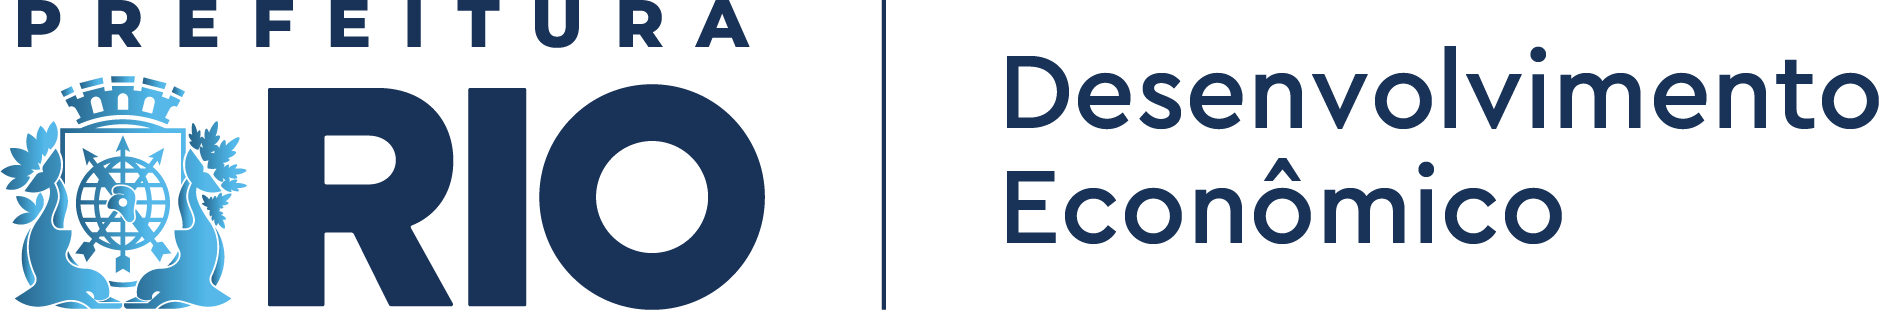 PREFEITURA
RIO
Desenvolvimento
Econômico